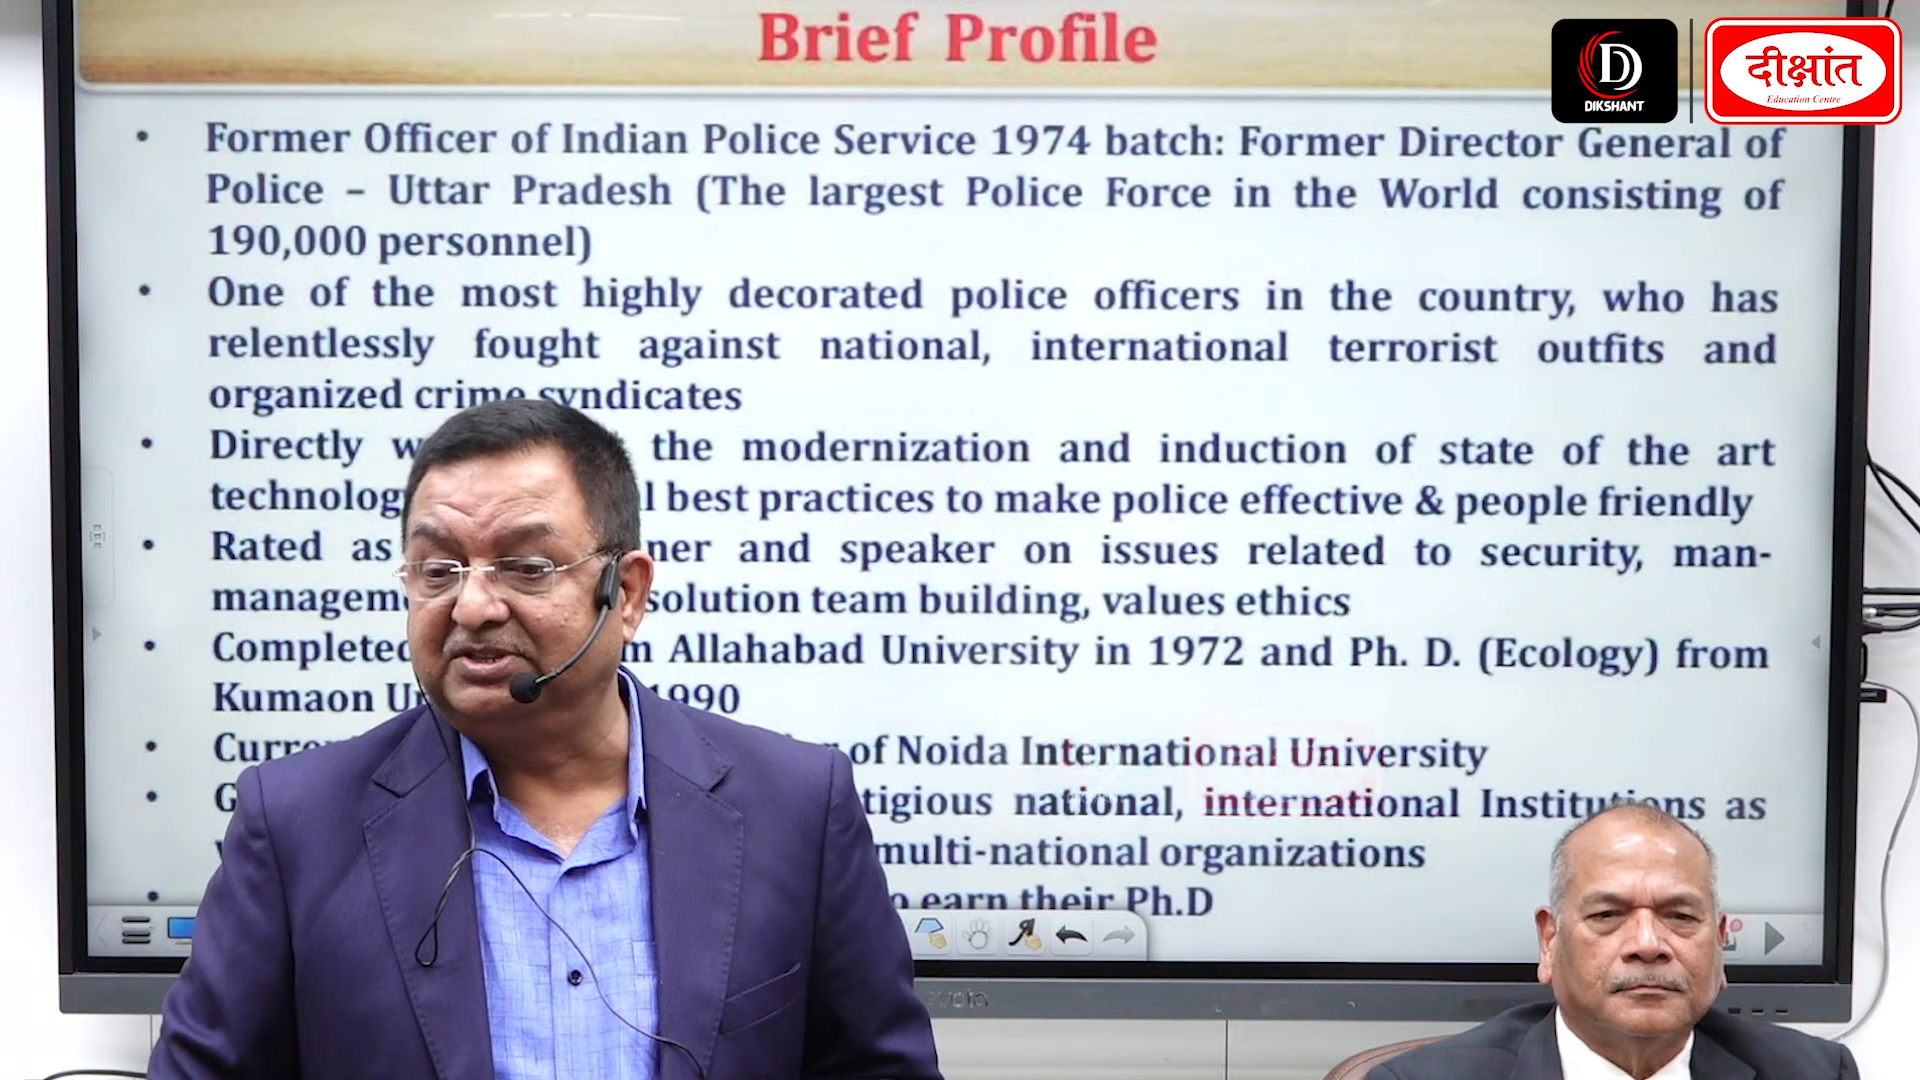 Brief Profile
DIKSHANT
दीक्षांत
Education Centre
• Former Officer of Indian Police Service 1974 batch: Former Director General of
Police – Uttar Pradesh (The largest Police Force in the World consisting of
190,000 personnel)
• One of the most highly decorated police officers in the country, who has
relentlessly fought against national, international terrorist outfits and
organized crime syndicates
• Directly the modernization and induction of state of the art
technolog best practices to make police effective & people friendly
• Rated as ner and speaker on issues related to security, man-
managem solution team building, values ethics
• Completed m Allahabad University in 1972 and Ph. D. (Ecology) from
Kumaon 1990
• of Noida International University
• tigious national, international Institutions as
multi-national organizations
• earn their Ph.D